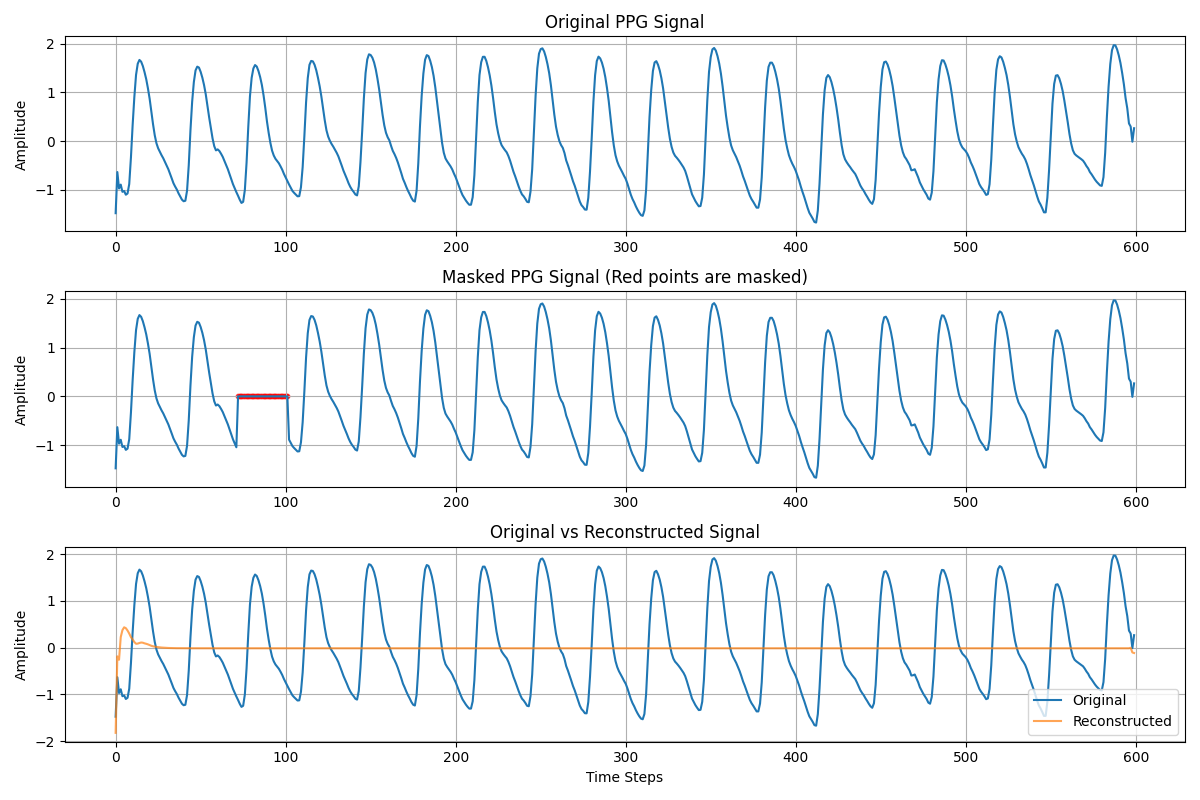 Original PPG Signal
2
1
0
−1
Amplitude
0 100 200 300 400 500 600
Masked PPG Signal (Red points are masked)
2
1
0
−1
Amplitude
0 100 200 300 400 500 600
Original vs Reconstructed Signal
2
1
0
−1
−2
Amplitude
Original
Reconstructed
0 100 200 300 400 500 600
Time Steps